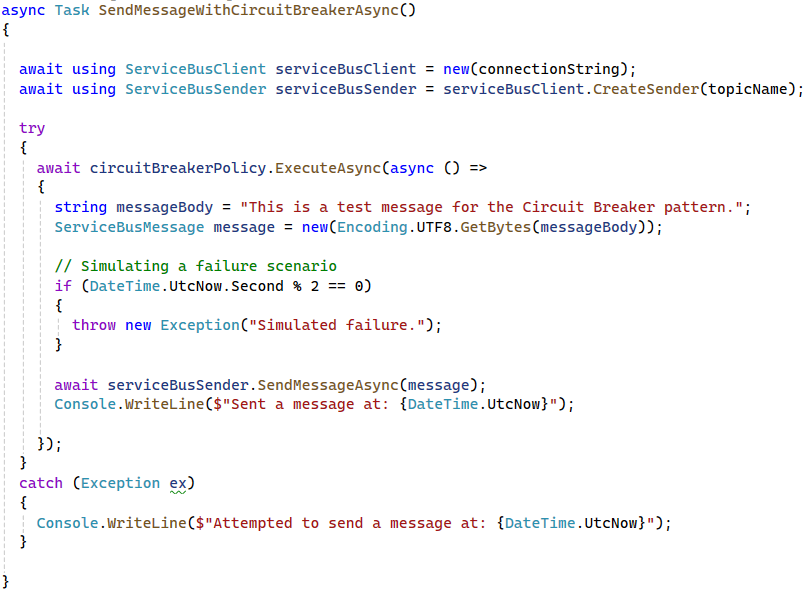 async Task SendMessageWithCircuitBreakerAsync()
{
await using ServiceBusClient serviceBusClient = new(connectionString);
await using ServiceBusSender serviceBusSender = serviceBusClient.CreateSender(topicName);
try
{
await circuitBreakerPolicy.ExecuteAsync(async () =>
{
string messageBody = "This is a test message for the Circuit Breaker pattern.";
ServiceBusMessage message = new(Encoding.UTF8.GetBytes(messageBody));
// Simulating a failure scenario
if (DateTime.UtcNow.Second % 2 == 0)
{
throw new Exception("Simulated failure.");
}
await serviceBusSender.SendMessageAsync(message);
Console.WriteLine($"Sent a message at: {DateTime.UtcNow}");
});
}
catch (Exception ex)
{
Console.WriteLine($"Attempted to send a message at: {DateTime.UtcNow}");
}
}